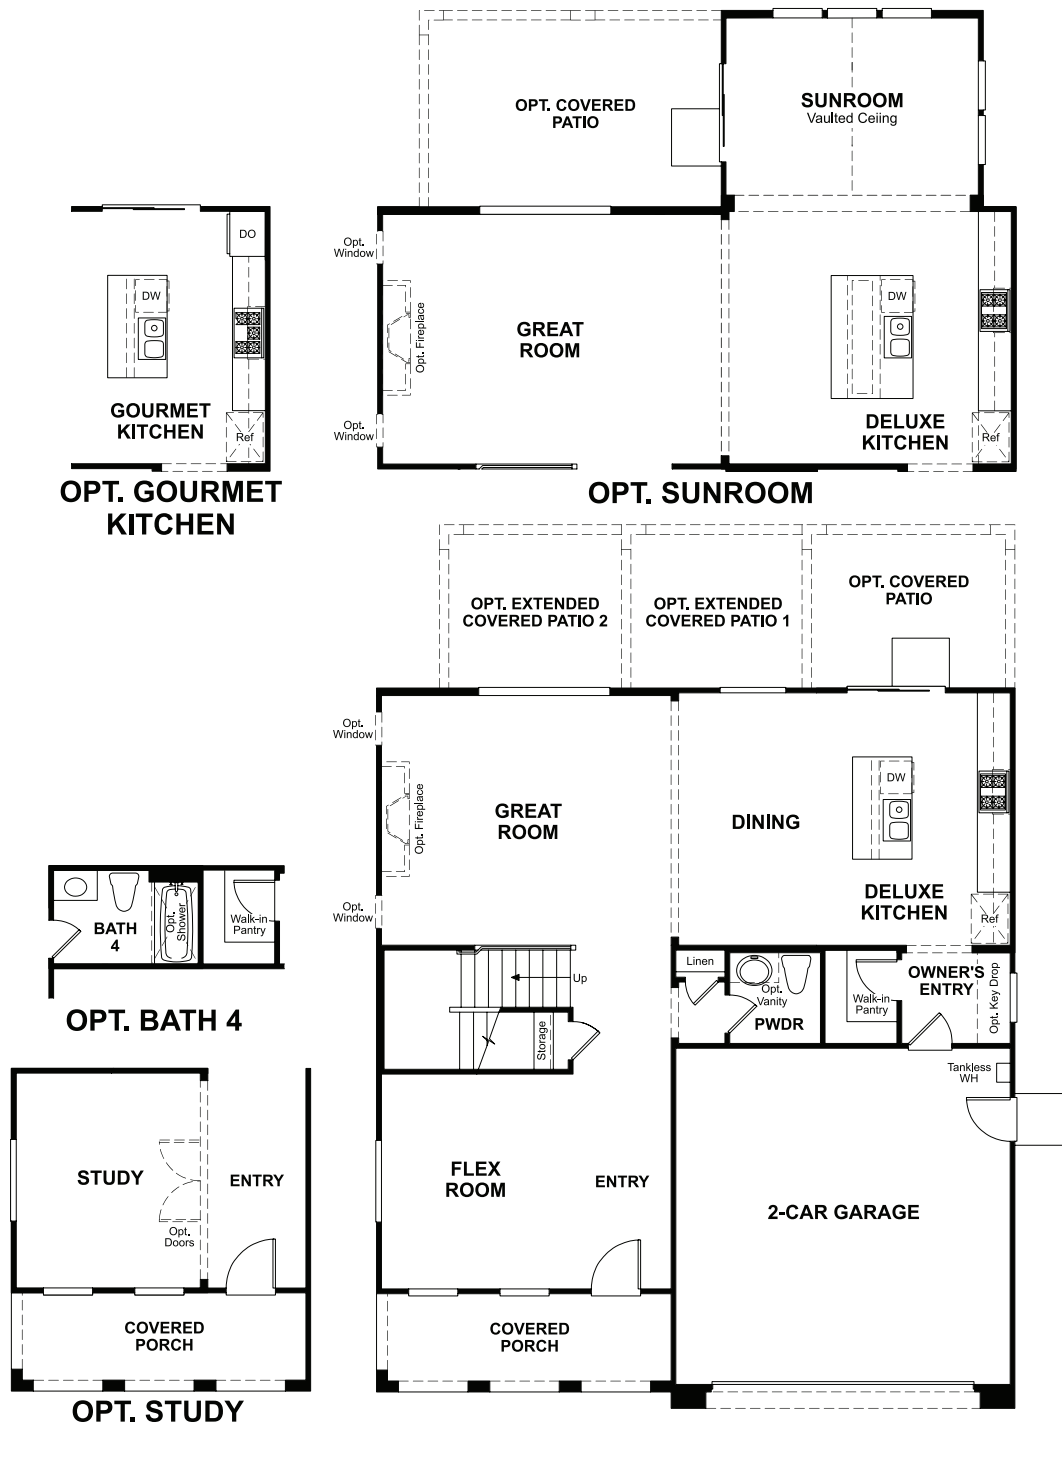 OPT. COVERED
PATIO
SUNROOM
Vaulted Ceiing
DO
DW
GOURMET
KITCHEN
Ref
OPT. GOURMET
KITCHEN
Opt.
Window
Opt. Fireplace
GREAT
ROOM
DW
Opt.
Window
DELUXE
KITCHEN
Ref
OPT. SUNROOM
OPT. EXTENDED
COVERED PATIO 2
OPT. EXTENDED
COVERED PATIO 1
OPT. COVERED
PATIO
Opt.
Window
Opt. Fireplace
GREAT
ROOM
DINING
DW
DELUXE
KITCHEN
Ref
Opt.
Window
BATH
4
Opt.
Shower
Walk-in
Pantry
OPT. BATH 4
Up
Storage
Linen
Opt.
Vanity
PWDR
Walk-in
Pantry
OWNER'S
ENTRY
Opt. Key Drop
Tankless
WH
STUDY
ENTRY
Opt.
Doors
COVERED
PORCH
OPT. STUDY
FLEX
ROOM
ENTRY
2-CAR GARAGE
COVERED
PORCH